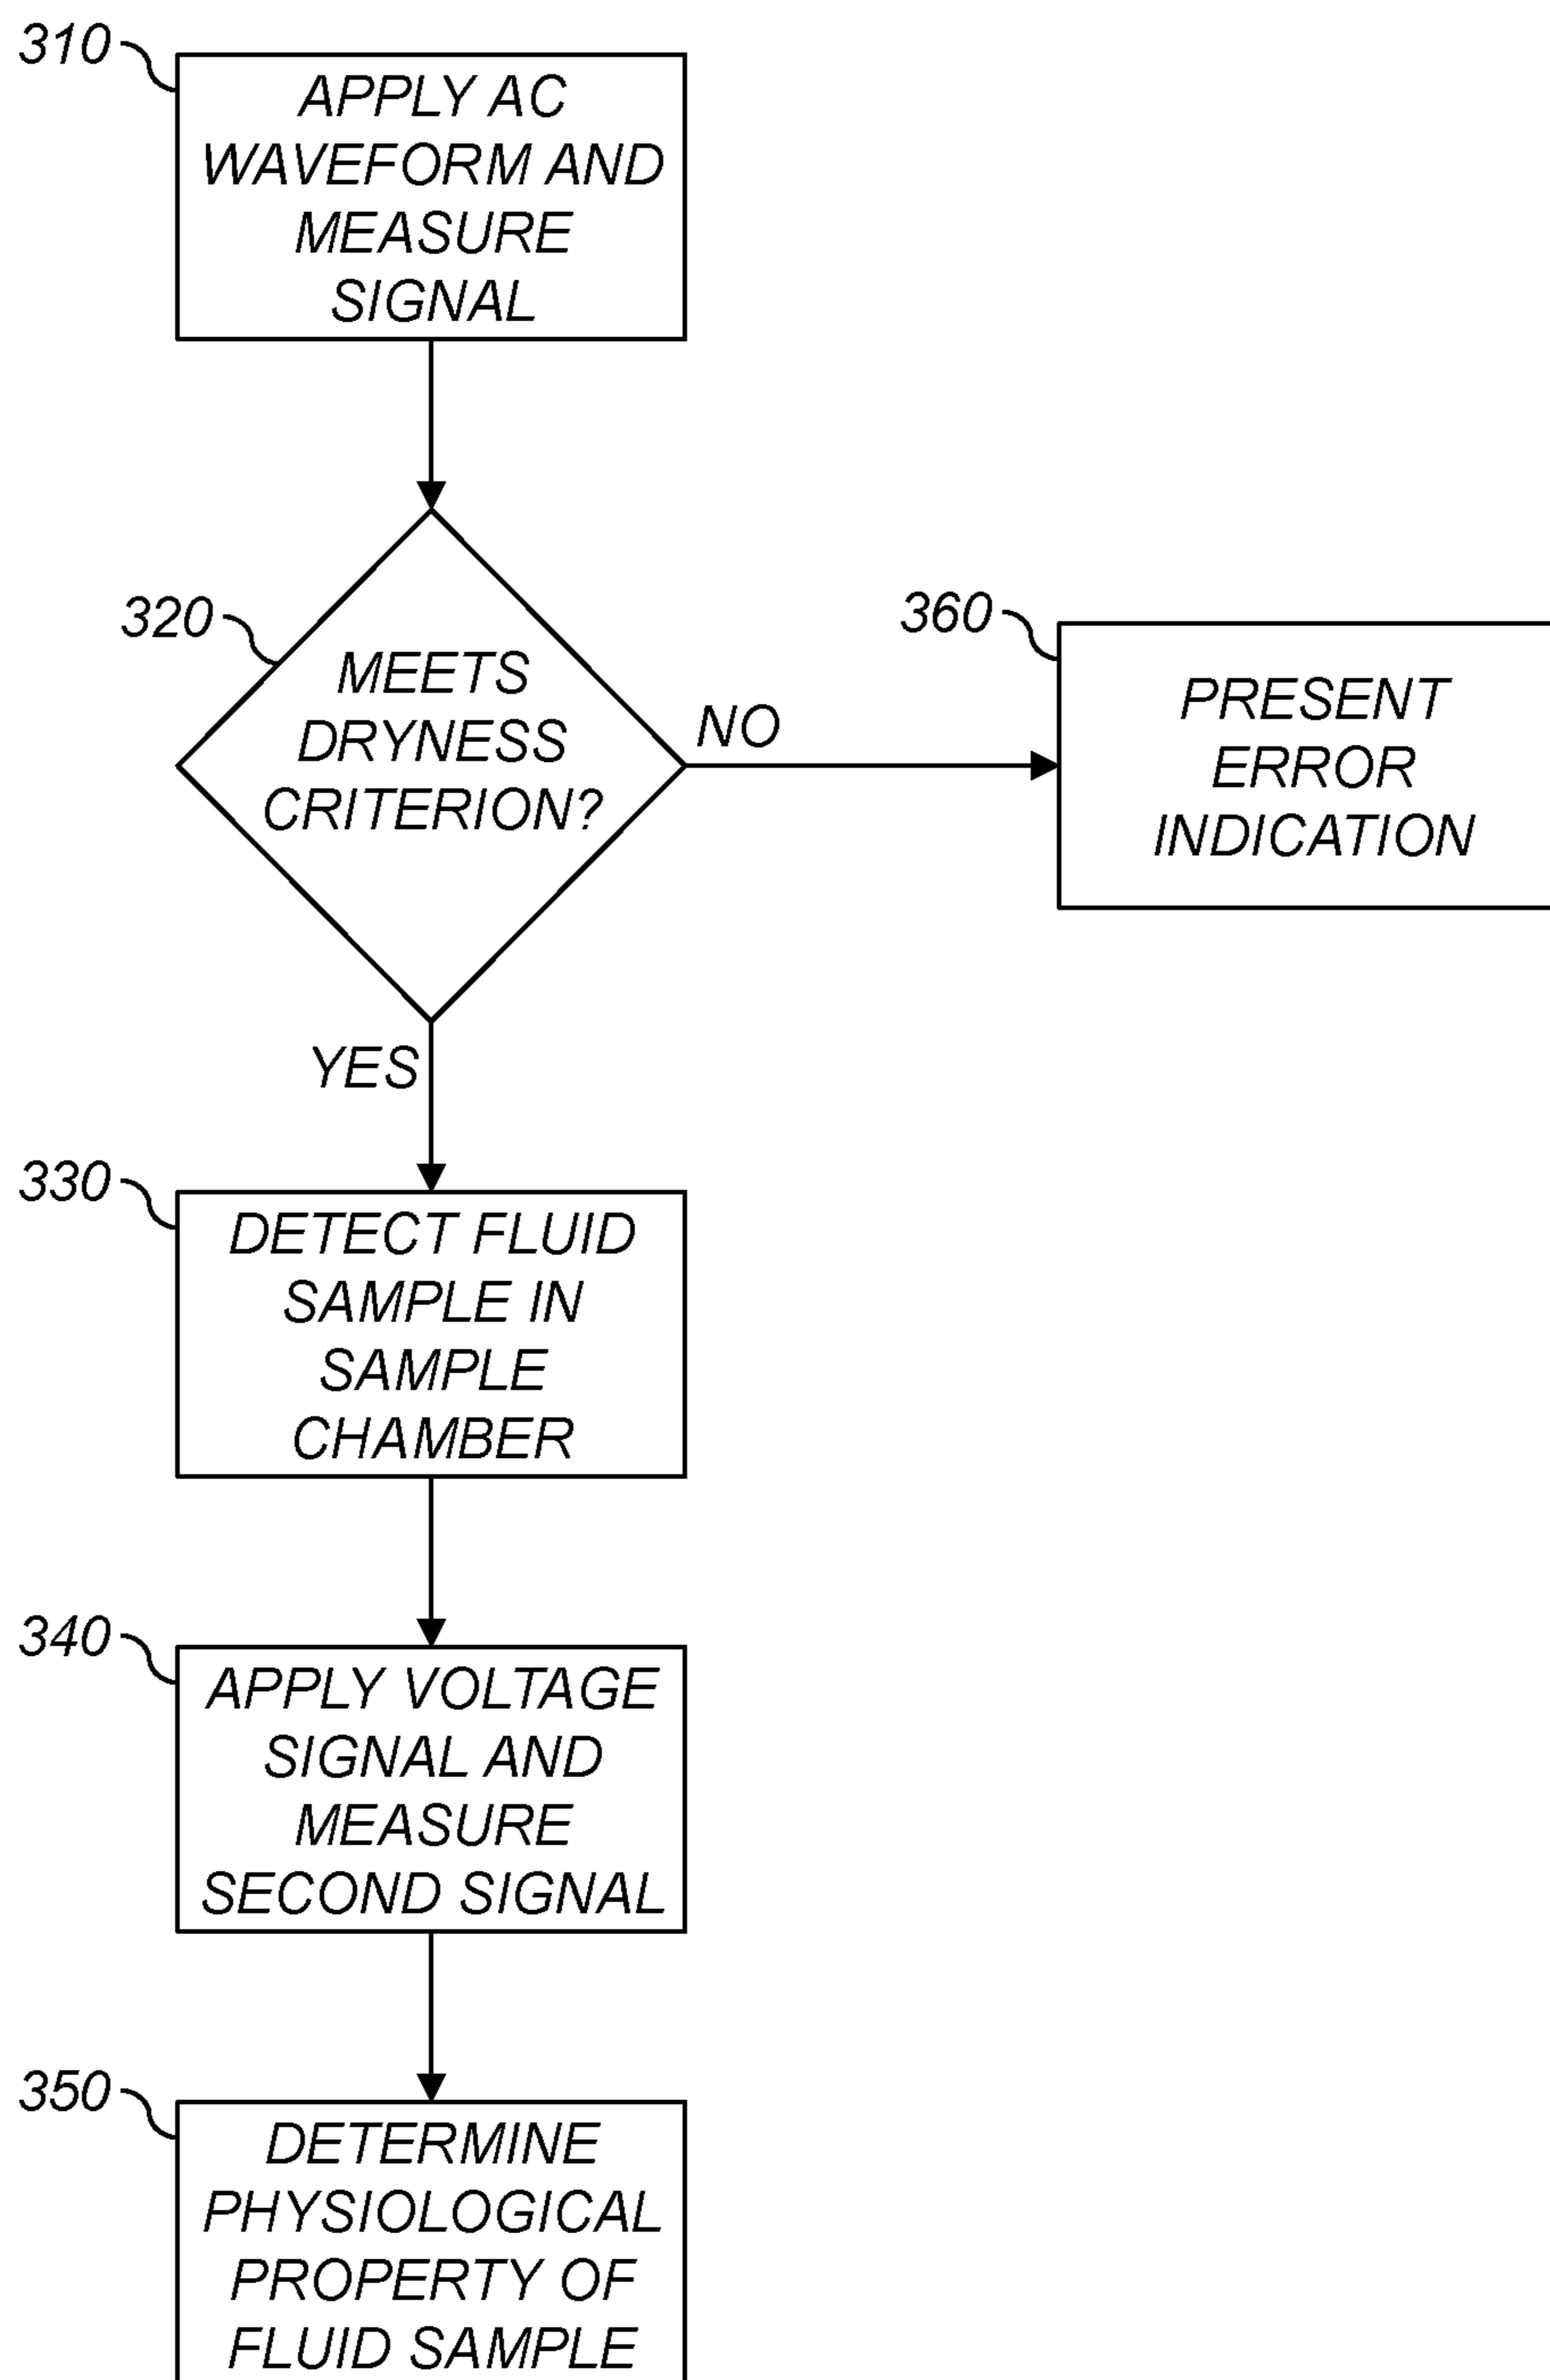 310
APPLY AC
WAVEFORM AND
MEASURE
SIGNAL
320
MEETS
DRYNESS
CRITERION?
NO
360
PRESENT
ERROR
INDICATION
YES
330
DETECT FLUID
SAMPLE IN
SAMPLE
CHAMBER
340
APPLY VOLTAGE
SIGNAL AND
MEASURE
SECOND SIGNAL
350
DETERMINE
PHYSIOLOGICAL
PROPERTY OF
FLUID SAMPLE